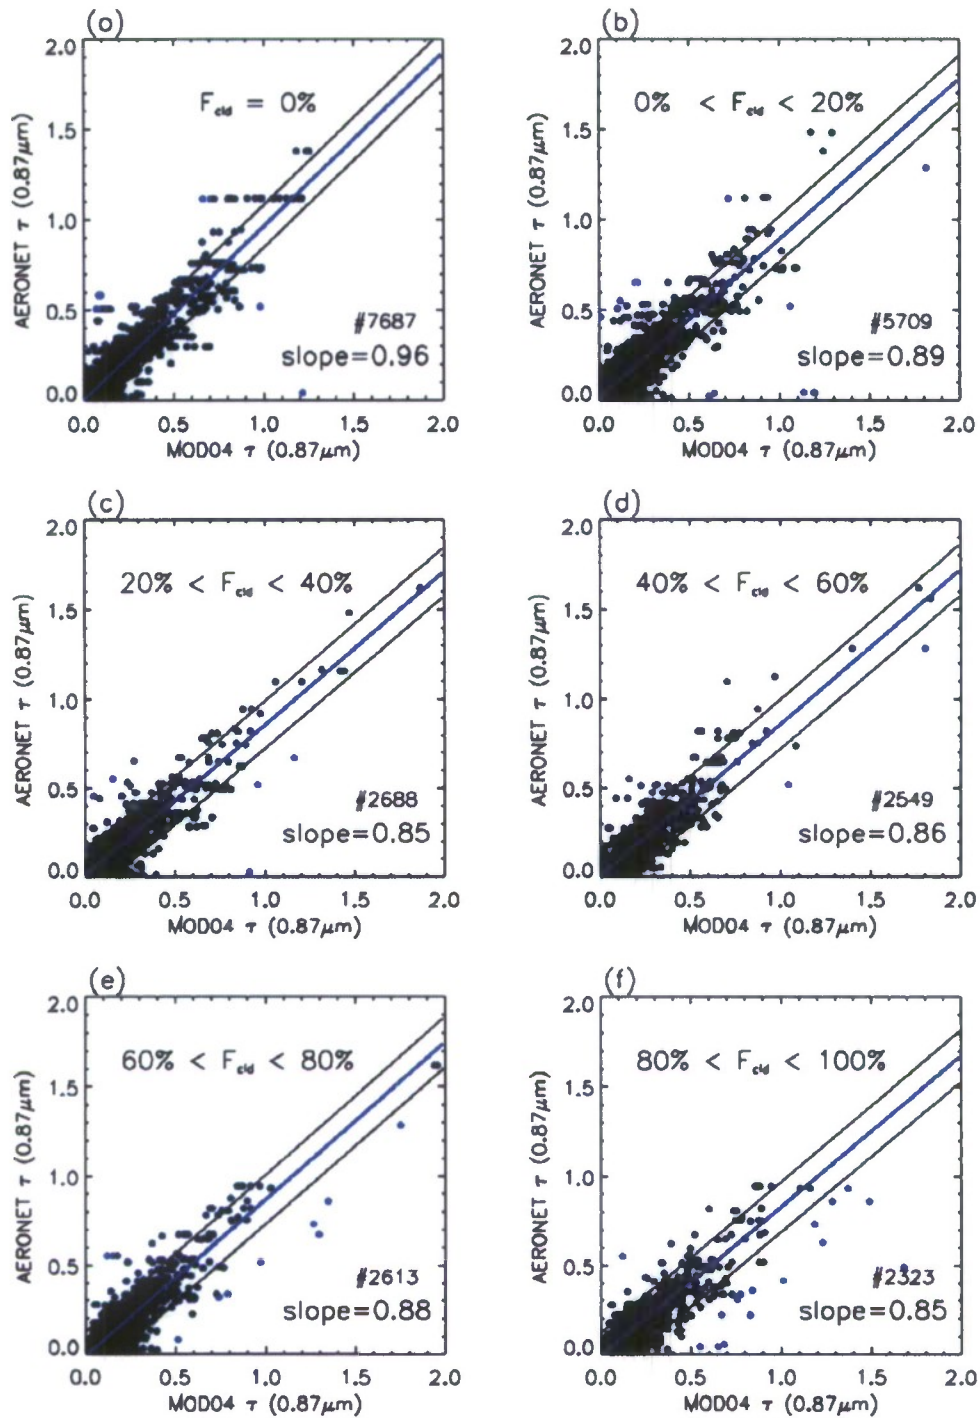 (a)
2.0
F_cld = 0%
1.5
AERONET τ (0.87μm)
1.0
0.5
#7687
slope=0.96
0.0
0.0 0.5 1.0 1.5 2.0
MOD04 τ (0.87μm)
(b)
2.0
0% < F_cld < 20%
1.5
AERONET τ (0.87μm)
1.0
0.5
#5709
slope=0.89
0.0
0.0 0.5 1.0 1.5 2.0
MOD04 τ (0.87μm)
(c)
2.0
20% < F_cld < 40%
1.5
AERONET τ (0.87μm)
1.0
0.5
#2688
slope=0.85
0.0
0.0 0.5 1.0 1.5 2.0
MOD04 τ (0.87μm)
(d)
2.0
40% < F_cld < 60%
1.5
AERONET τ (0.87μm)
1.0
0.5
#2549
slope=0.86
0.0
0.0 0.5 1.0 1.5 2.0
MOD04 τ (0.87μm)
(e)
2.0
60% < F_cld < 80%
1.5
AERONET τ (0.87μm)
1.0
0.5
#2613
slope=0.88
0.0
0.0 0.5 1.0 1.5 2.0
MOD04 τ (0.87μm)
(f)
2.0
80% < F_cld < 100%
1.5
AERONET τ (0.87μm)
1.0
0.5
#2323
slope=0.85
0.0
0.0 0.5 1.0 1.5 2.0
MOD04 τ (0.87μm)